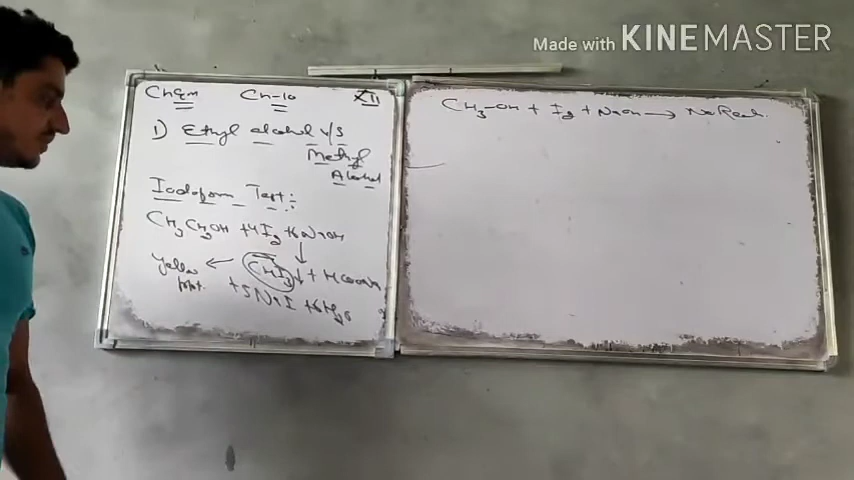 Made with KINEMASTER
Chem Ch-10 XII
1) Ethyl alcohol v/s
Methyl
Alcohol
Iodoform Test:
CH3CH2OH + 4I2 + 6NaOH
↓
Yellow ← CHI3↓ + HCOONa
ppt. + 5NaI + 5H2O
CH3-OH + I2 + NaOH → No Reach.